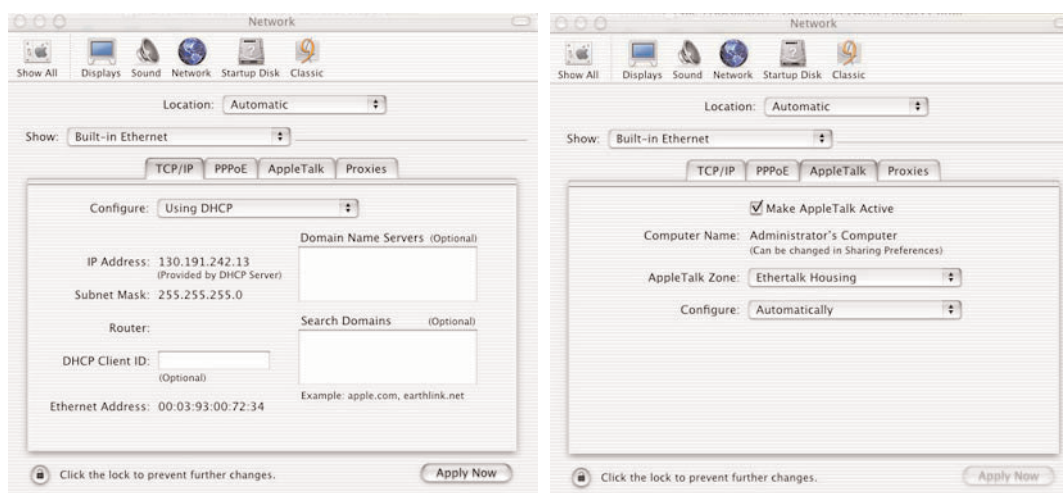 Network
Show All Displays Sound Network Startup Disk Classic
Location: Automatic
Show: Built-in Ethernet
TCP/IP PPPoE AppleTalk Proxies
Configure: Using DHCP
Domain Name Servers (Optional)
IP Address: 130.191.242.13
(Provided by DHCP Server)
Subnet Mask: 255.255.255.0
Router:
Search Domains (Optional)
DHCP Client ID:
(Optional)
Example: apple.com, earthlink.net
Ethernet Address: 00:03:93:00:72:34
Click the lock to prevent further changes.
Apply Now
Network
Show All Displays Sound Network Startup Disk Classic
Location: Automatic
Show: Built-in Ethernet
TCP/IP PPPoE AppleTalk Proxies
Make AppleTalk Active
Computer Name: Administrator's Computer
(Can be changed in Sharing Preferences)
AppleTalk Zone: Ethertalk Housing
Configure: Automatically
Click the lock to prevent further changes.
Apply Now